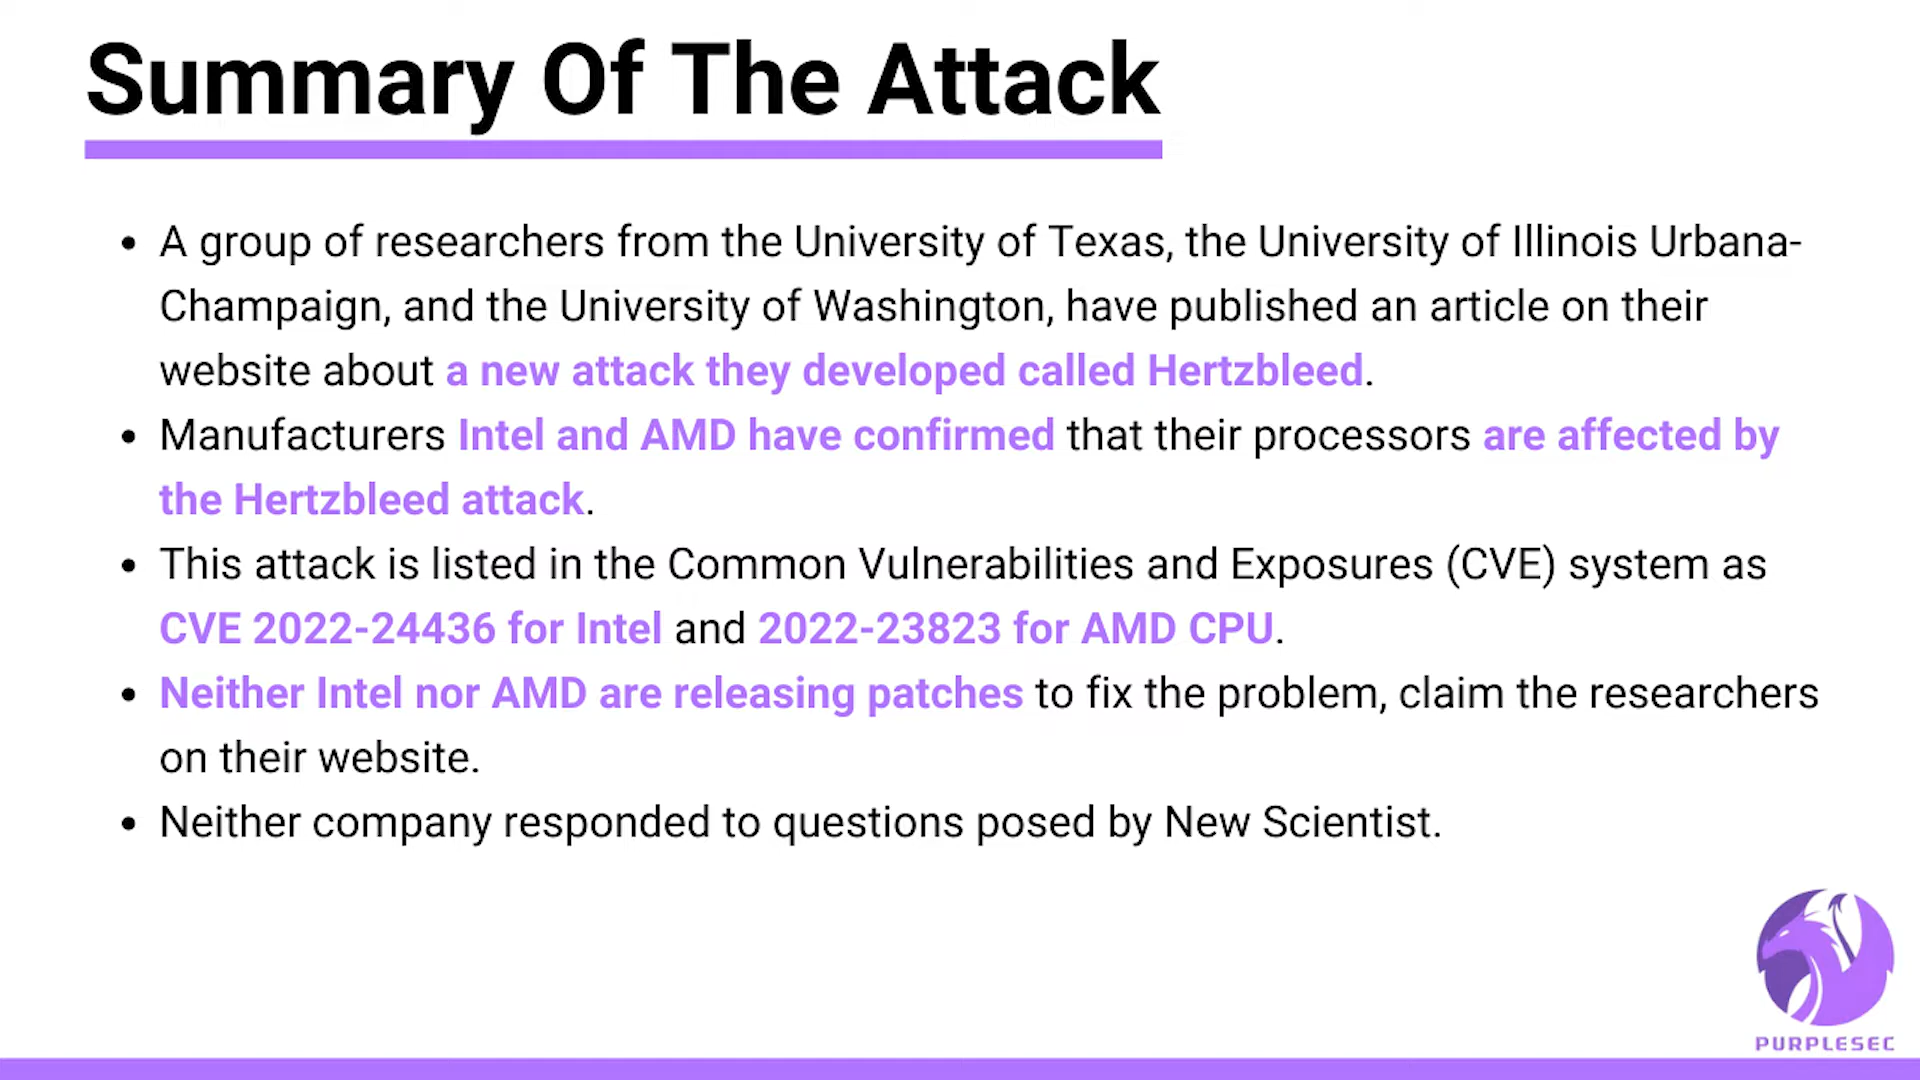 Summary Of The Attack
• A group of researchers from the University of Texas, the University of Illinois Urbana-
Champaign, and the University of Washington, have published an article on their
website about a new attack they developed called Hertzbleed.
• Manufacturers Intel and AMD have confirmed that their processors are affected by
the Hertzbleed attack.
• This attack is listed in the Common Vulnerabilities and Exposures (CVE) system as
CVE 2022-24436 for Intel and 2022-23823 for AMD CPU.
• Neither Intel nor AMD are releasing patches to fix the problem, claim the researchers
on their website.
• Neither company responded to questions posed by New Scientist.
PURPLESEC